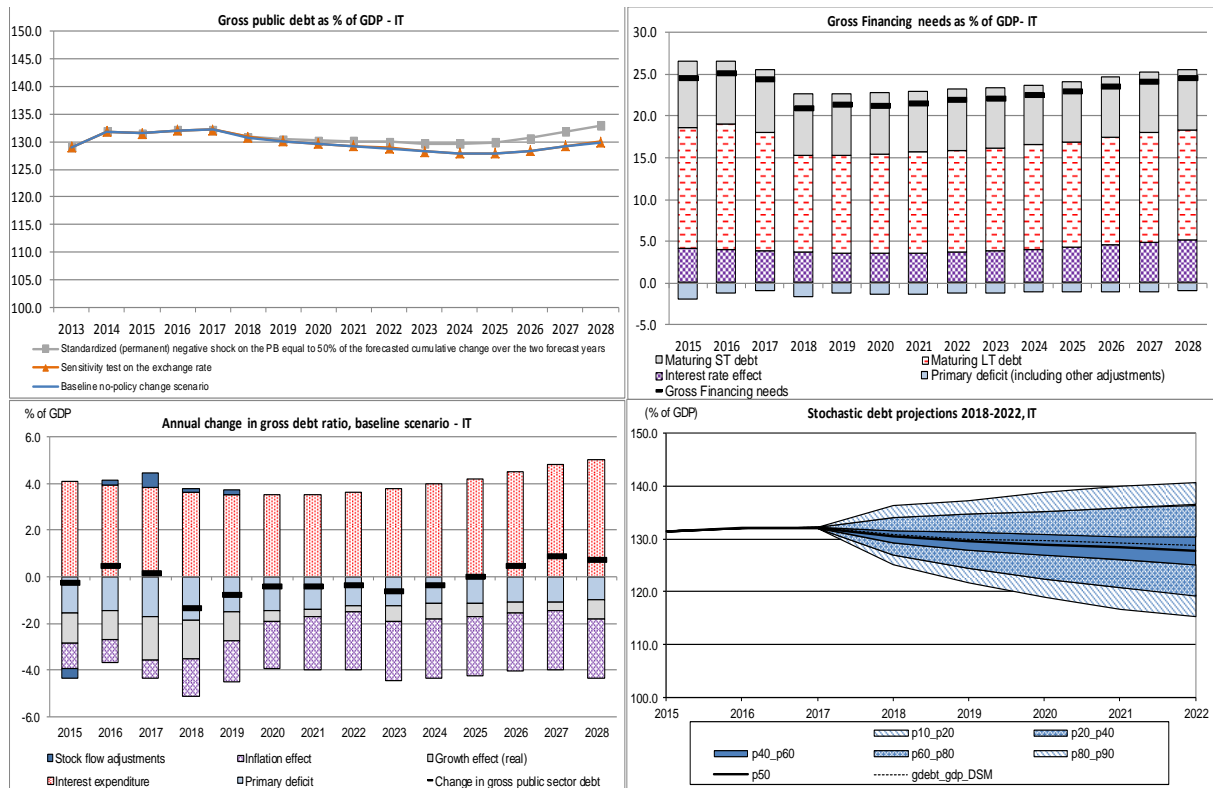 Gross public debt as % of GDP - IT
150.0
145.0
140.0
135.0
130.0
125.0
120.0
115.0
110.0
105.0
100.0
2013 2014 2015 2016 2017 2018 2019 2020 2021 2022 2023 2024 2025 2026 2027 2028
Standardized (permanent) negative shock on the PB equal to 50% of the forecasted cumulative change over the two forecast years
Sensitivity test on the exchange rate
Baseline no-policy change scenario
Gross Financing needs as % of GDP- IT
30.0
25.0
20.0
15.0
10.0
5.0
0.0
-5.0
2015 2016 2017 2018 2019 2020 2021 2022 2023 2024 2025 2026 2027 2028
Maturing ST debt Maturing LT debt
Interest rate effect Primary deficit (including other adjustments)
Gross Financing needs
% of GDP
Annual change in gross debt ratio, baseline scenario - IT
6.0
4.0
2.0
0.0
-2.0
-4.0
-6.0
2015 2016 2017 2018 2019 2020 2021 2022 2023 2024 2025 2026 2027 2028
Stock flow adjustments Inflation effect Growth effect (real)
Interest expenditure Primary deficit Change in gross public sector debt
(% of GDP)
Stochastic debt projections 2018-2022, IT
150.0
140.0
130.0
120.0
110.0
100.0
2015 2016 2017 2018 2019 2020 2021 2022
p10_p20 p20_p40
p40_p60 p60_p80 p80_p90
p50 gdebt_gdp_DSM